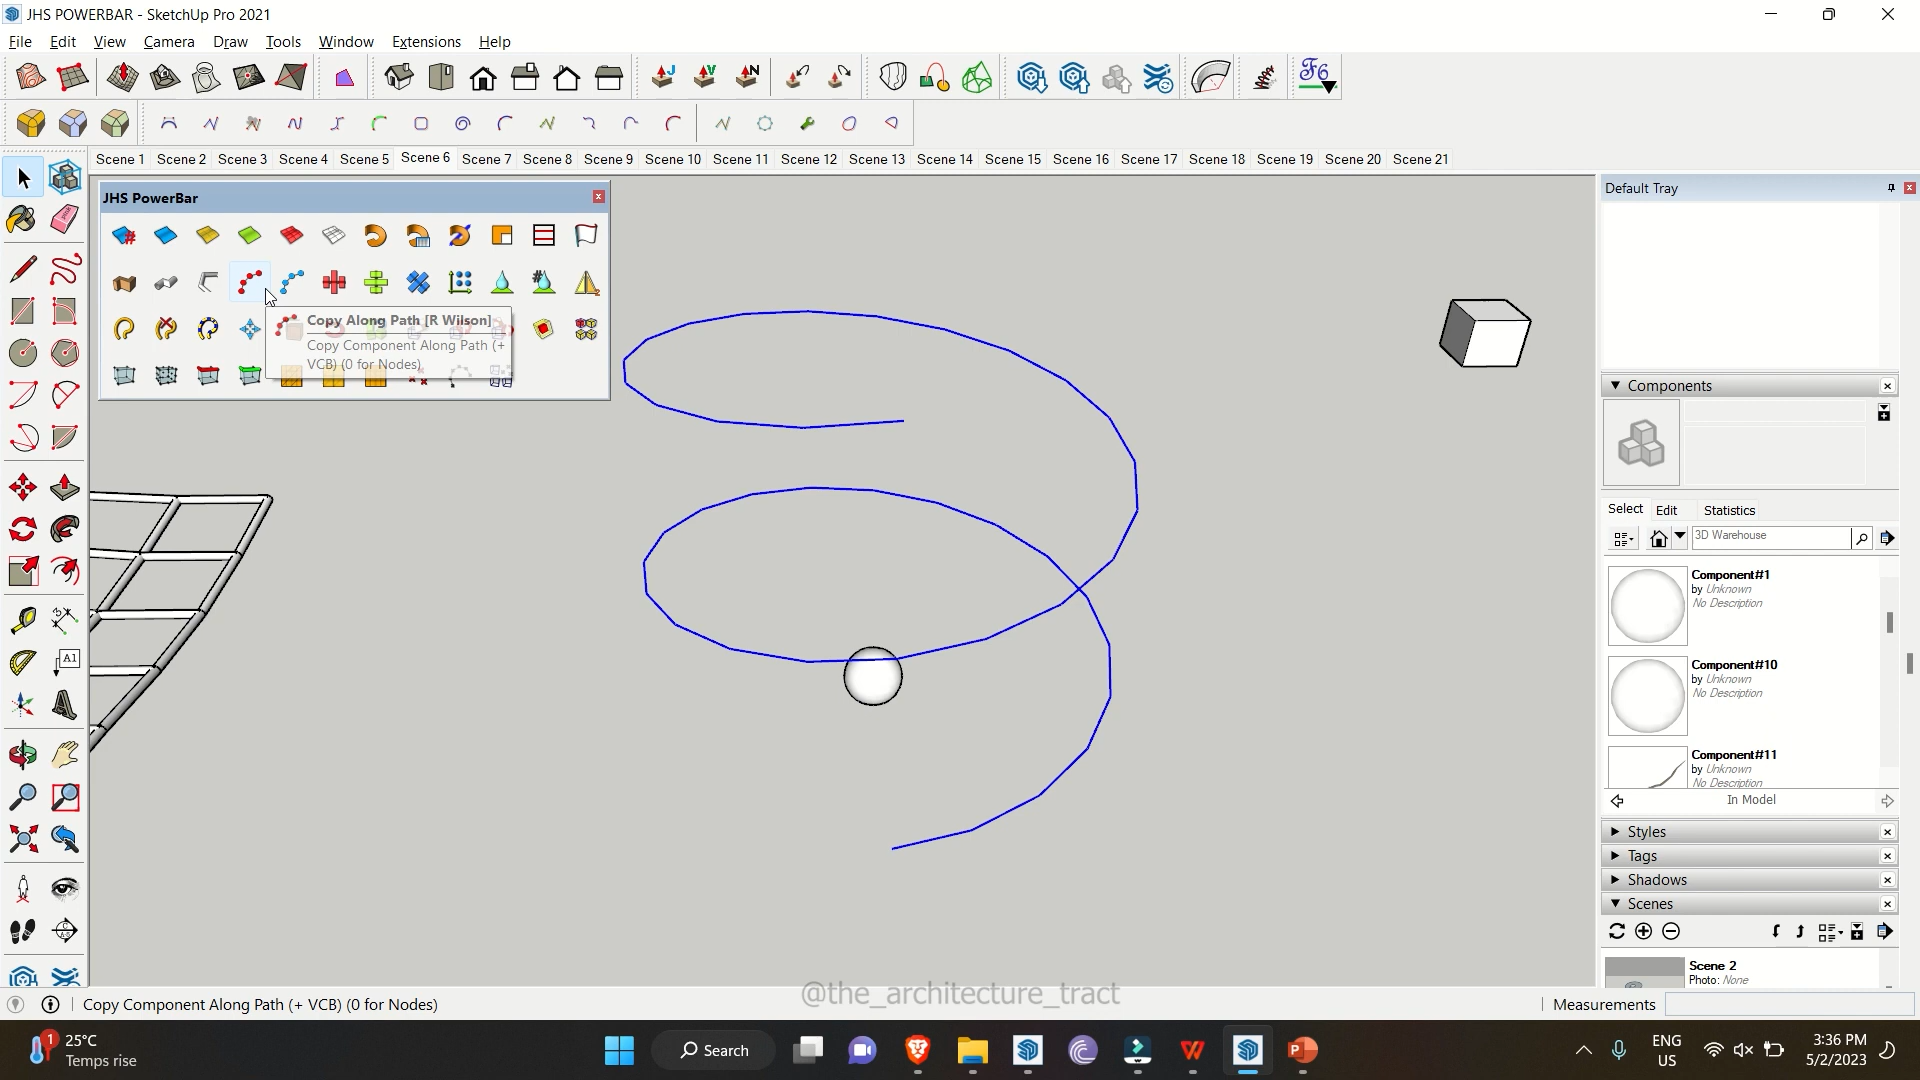 JHS POWERBAR - SketchUp Pro 2021
File Edit View Camera Draw Tools Window Extensions Help
J V N F6
Scene 1 Scene 2 Scene 3 Scene 4 Scene 5 Scene 6 Scene 7 Scene 8 Scene 9 Scene 10 Scene 11 Scene 12 Scene 13 Scene 14 Scene 15 Scene 16 Scene 17 Scene 18 Scene 19 Scene 20 Scene 21
JHS PowerBar
Copy Along Path [R Wilson]
Copy Component Along Path (+
VCB) (0 for Nodes)
A1
Default Tray
Components
Select Edit Statistics
3D Warehouse
Component#1
by Unknown
No Description
Component#10
by Unknown
No Description
Component#11
by Unknown
No Description
In Model
Styles
Tags
Shadows
Scenes
Scene 2
Photo: None
@the_architecture_tract
Copy Component Along Path (+ VCB) (0 for Nodes)
Measurements
1
25°C
Temps rise
Search
ENG
US
3:36 PM
5/2/2023